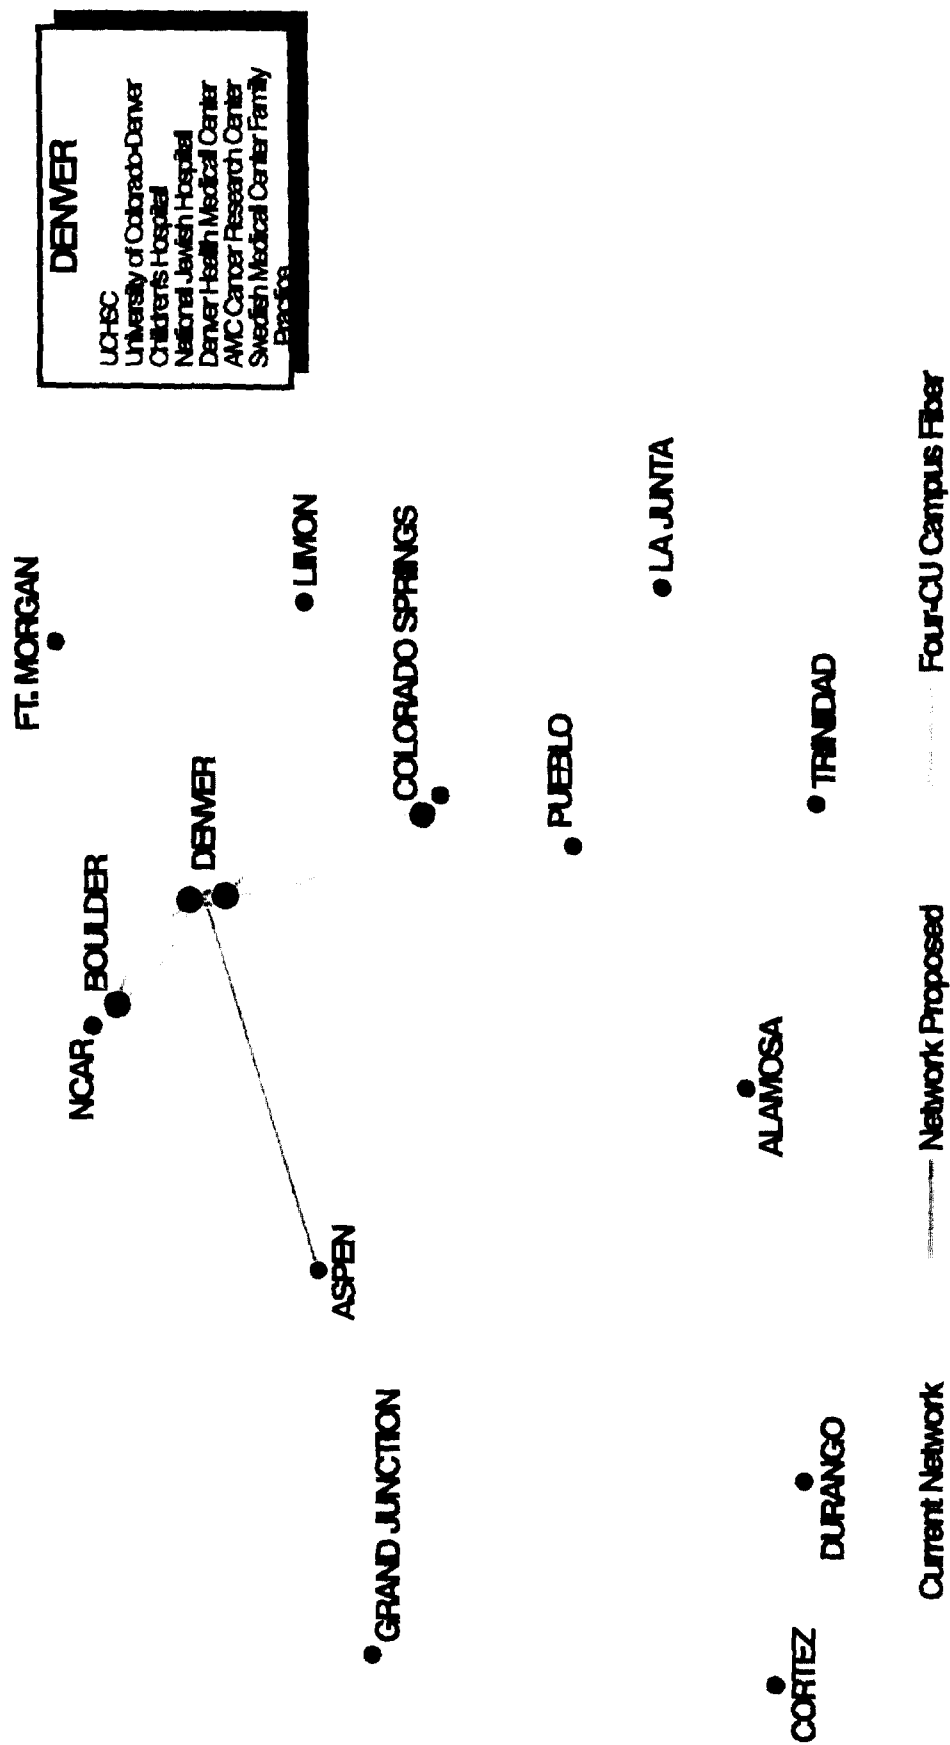 DENVER
UCHSC
University of Colorado-Denver
Children's Hospital
National Jewish Hospital
Denver Health Medical Center
AMC Cancer Research Center
Swedish Medical Center Family
Practice
FT. MORGAN
NCAR
BOULDER
DENVER
LIMON
ASPEN
GRAND JUNCTION
COLORADO SPRINGS
PUEBLO
LA JUNTA
ALAMOSA
CORTEZ
DURANGO
TRINIDAD
Current Network
Network Proposed
Four-CU Campus Fiber